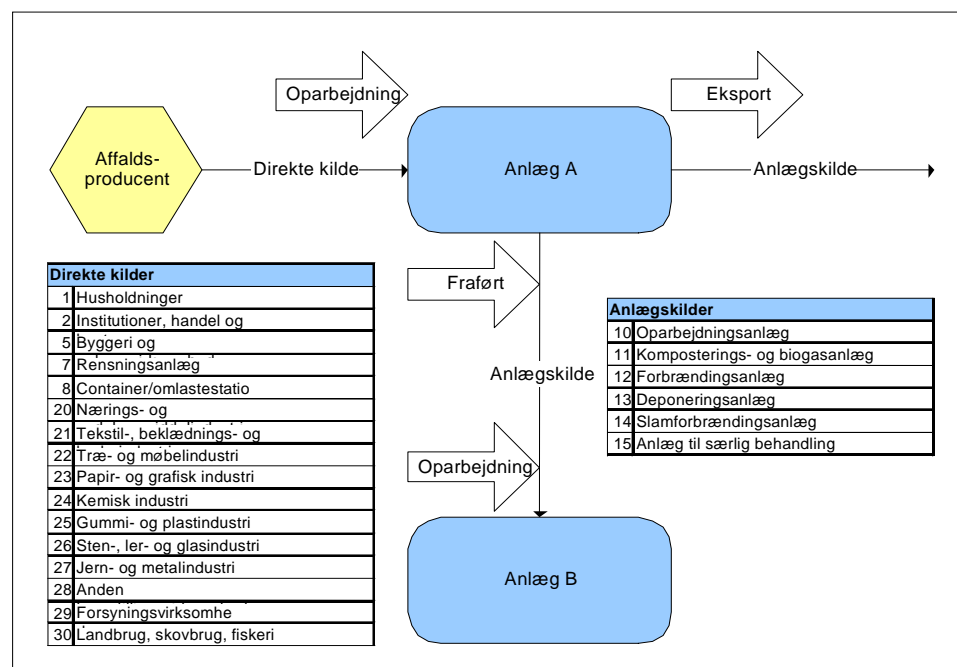 Oparbejdning
Eksport
Affalds-
producent
Direkte kilde
Anlæg A
Anlægskilde
Fraført
Anlægskilde
Oparbejdning
Anlæg B
Direkte kilder
1 Husholdninger
2 Institutioner, handel og
5 Byggeri og
7 Rensningsanlæg
8 Container/omlastestatio
20 Nærings- og
21 Tekstil-, beklædnings- og
22 Træ- og møbelindustri
23 Papir- og grafisk industri
24 Kemisk industri
25 Gummi- og plastindustri
26 Sten-, ler- og glasindustri
27 Jern- og metalindustri
28 Anden
29 Forsyningsvirksomhe
30 Landbrug, skovbrug, fiskeri
Anlægskilder
10 Oparbejdningsanlæg
11 Komposterings- og biogasanlæg
12 Forbrændingsanlæg
13 Deponeringsanlæg
14 Slamforbrændingsanlæg
15 Anlæg til særlig behandling